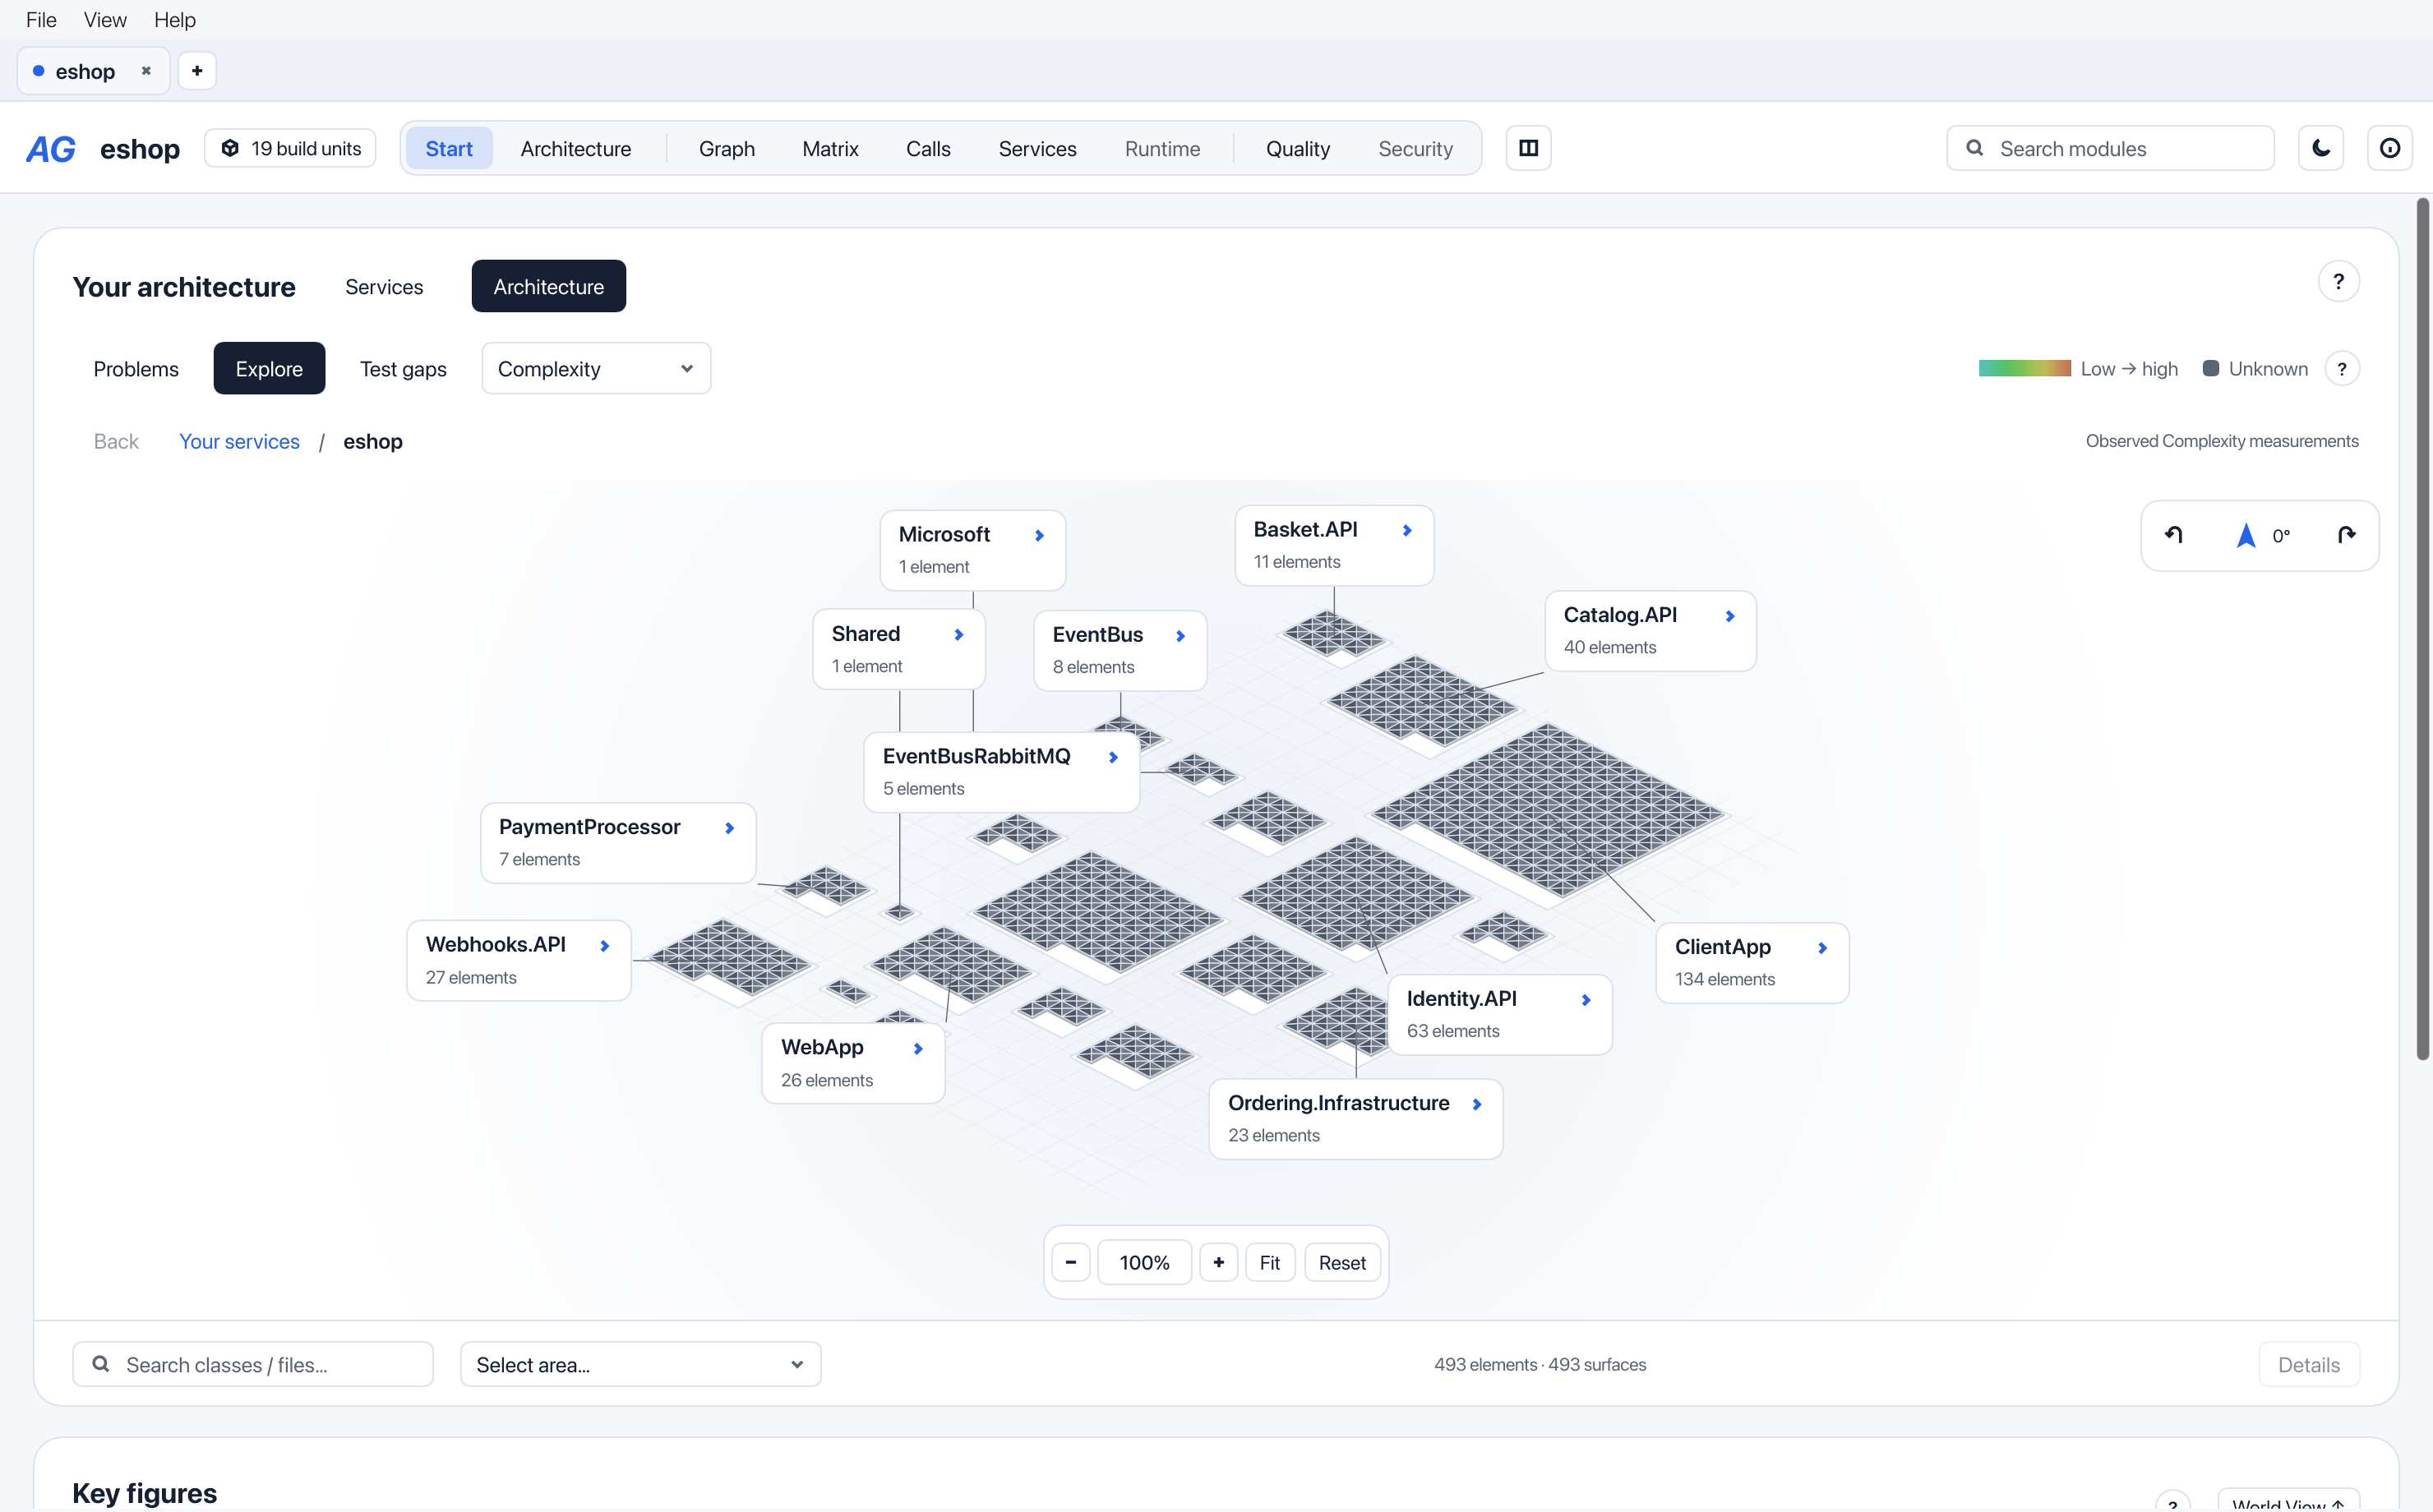 File View Help
eshop
AG eshop 19 build units Start Architecture Graph Matrix Calls Services Runtime Quality Security Search modules
Your architecture Services Architecture ?
Problems Explore Test gaps Complexity Low → high Unknown ?
Back Your services / eshop Observed Complexity measurements
Microsoft
1 element
Basket.API
11 elements
0°
Shared
1 element
EventBus
8 elements
Catalog.API
40 elements
EventBusRabbitMQ
5 elements
PaymentProcessor
7 elements
Webhooks.API
27 elements
ClientApp
134 elements
Identity.API
63 elements
WebApp
26 elements
Ordering.Infrastructure
23 elements
− 100% + Fit Reset
Search classes / files... Select area... 493 elements · 493 surfaces Details
Key figures ? World View ↑